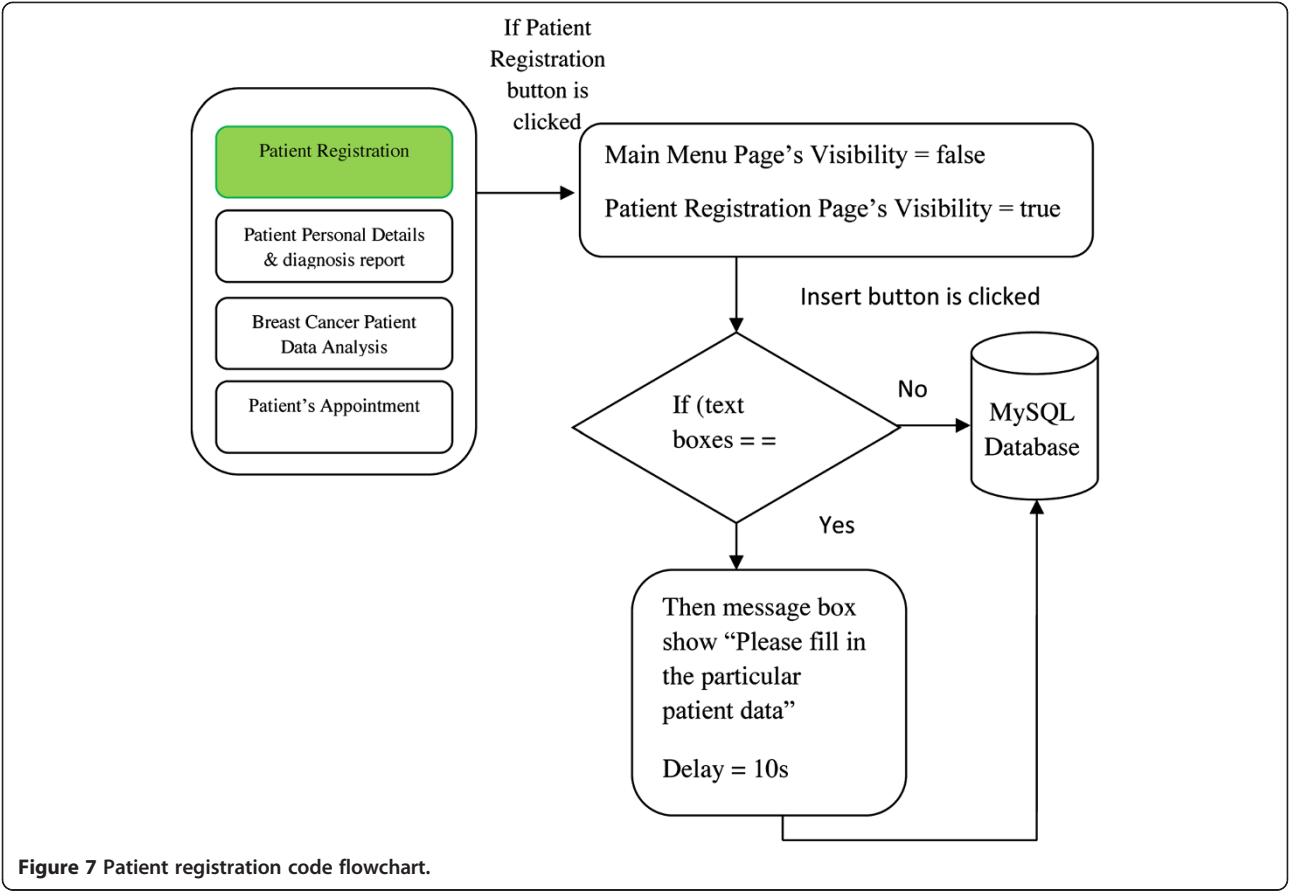 If Patient
Registration
button is
clicked
Patient Registration
Patient Personal Details
& diagnosis report
Breast Cancer Patient
Data Analysis
Patient’s Appointment
Main Menu Page’s Visibility = false
Patient Registration Page’s Visibility = true
Insert button is clicked
If (text
boxes = =
No
MySQL
Database
Yes
Then message box
show “Please fill in
the particular
patient data”
Delay = 10s
Figure 7 Patient registration code flowchart.